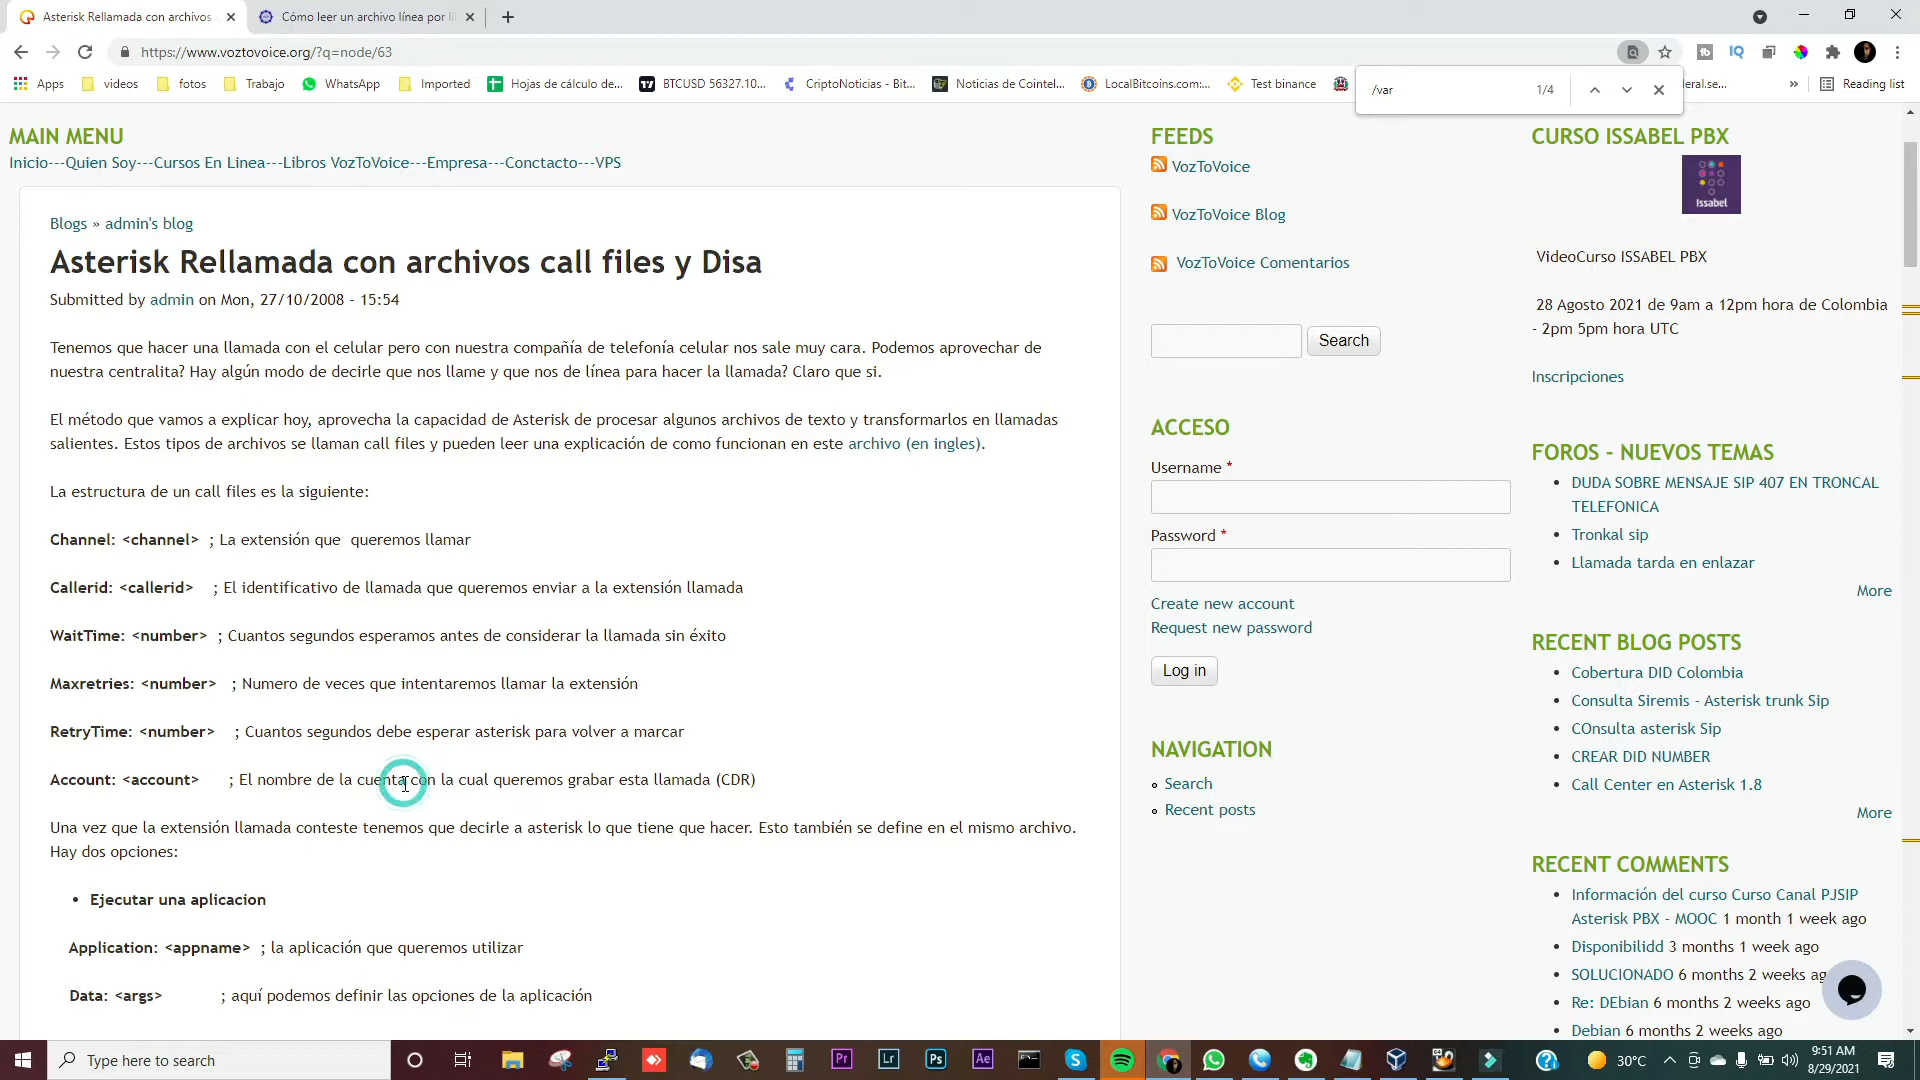 Asterisk Rellamada con archivos
Cómo leer un archivo línea por lí
https://www.voztovoice.org/?q=node/63
Apps
videos
fotos
Trabajo
WhatsApp
Imported
Hojas de cálculo de...
BTCUSD 56327.10...
CriptoNoticias - Bit...
Noticias de Cointel...
LocalBitcoins.com:...
Test binance
eral.se...
»
Reading list
/var
1/4
MAIN MENU
Inicio---Quien Soy---Cursos En Linea---Libros VozToVoice---Empresa---Conctacto---VPS
Blogs » admin's blog
Asterisk Rellamada con archivos call files y Disa
Submitted by admin on Mon, 27/10/2008 - 15:54
Tenemos que hacer una llamada con el celular pero con nuestra compañía de telefonía celular nos sale muy cara. Podemos aprovechar de
nuestra centralita? Hay algún modo de decirle que nos llame y que nos de línea para hacer la llamada? Claro que si.
El método que vamos a explicar hoy, aprovecha la capacidad de Asterisk de procesar algunos archivos de texto y transformarlos en llamadas
salientes. Estos tipos de archivos se llaman call files y pueden leer una explicación de como funcionan en este archivo (en ingles).
La estructura de un call files es la siguiente:
Channel: <channel> ; La extensión que queremos llamar
Callerid: <callerid> ; El identificativo de llamada que queremos enviar a la extensión llamada
WaitTime: <number> ; Cuantos segundos esperamos antes de considerar la llamada sin éxito
Maxretries: <number> ; Numero de veces que intentaremos llamar la extensión
RetryTime: <number> ; Cuantos segundos debe esperar asterisk para volver a marcar
Account: <account> ; El nombre de la cuenta con la cual queremos grabar esta llamada (CDR)
Una vez que la extensión llamada conteste tenemos que decirle a asterisk lo que tiene que hacer. Esto también se define en el mismo archivo.
Hay dos opciones:
• Ejecutar una aplicacion
Application: <appname> ; la aplicación que queremos utilizar
Data: <args> ; aquí podemos definir las opciones de la aplicación
FEEDS
VozToVoice
VozToVoice Blog
VozToVoice Comentarios
Search
ACCESO
Username *
Password *
Create new account
Request new password
Log in
NAVIGATION
Search
Recent posts
CURSO ISSABEL PBX
Issabel
VideoCurso ISSABEL PBX
28 Agosto 2021 de 9am a 12pm hora de Colombia
- 2pm 5pm hora UTC
Inscripciones
FOROS - NUEVOS TEMAS
• DUDA SOBRE MENSAJE SIP 407 EN TRONCAL
TELEFONICA
• Tronkal sip
• Llamada tarda en enlazar
More
RECENT BLOG POSTS
• Cobertura DID Colombia
• Consulta Siremis - Asterisk trunk Sip
• COnsulta asterisk Sip
• CREAR DID NUMBER
• Call Center en Asterisk 1.8
More
RECENT COMMENTS
• Información del curso Curso Canal PJSIP
Asterisk PBX - MOOC 1 month 1 week ago
• Disponibilidd 3 months 1 week ago
• SOLUCIONADO 6 months 2 weeks ag
• Re: DEbian 6 months 2 weeks ago
• Debian 6 months 2 weeks ago
Type here to search
Pr
Lr
Ps
Ae
30°C
9:51 AM
8/29/2021